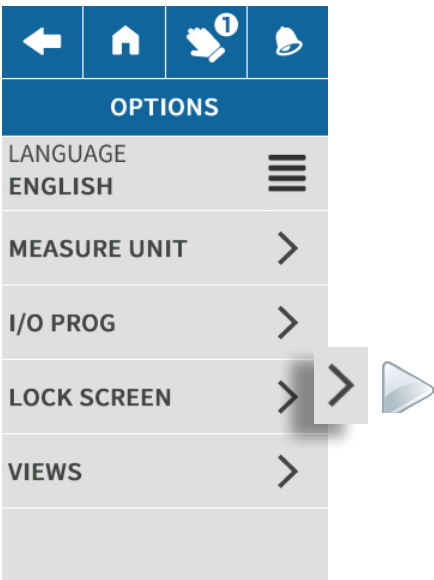 1
OPTIONS
LANGUAGE
ENGLISH
MEASURE UNIT
I/O PROG
LOCK SCREEN
VIEWS